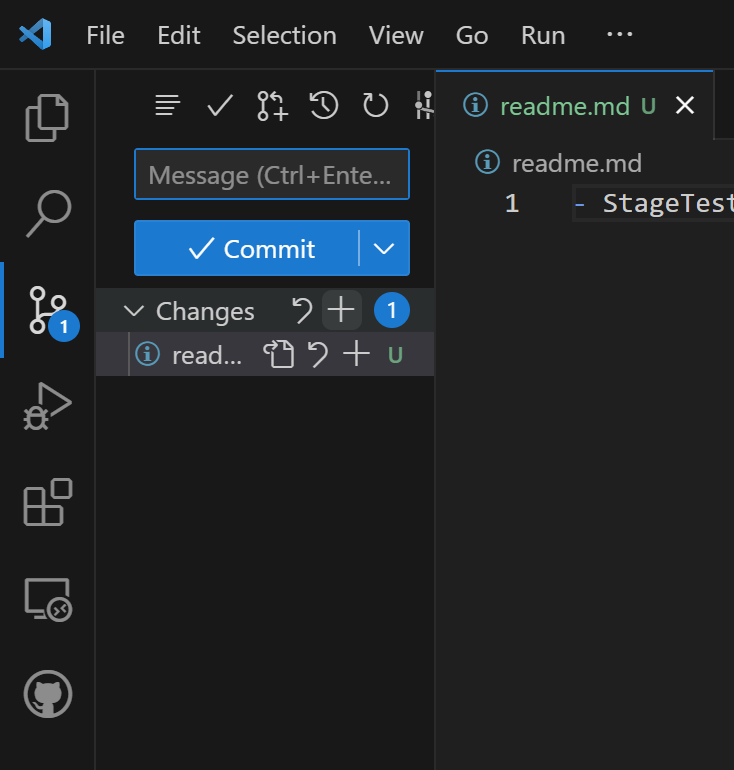 File Edit Selection View Go Run ...
readme.md U
Message (Ctrl+Ente...
readme.md
Commit
1 - StageTest
Changes 1
read... U
1